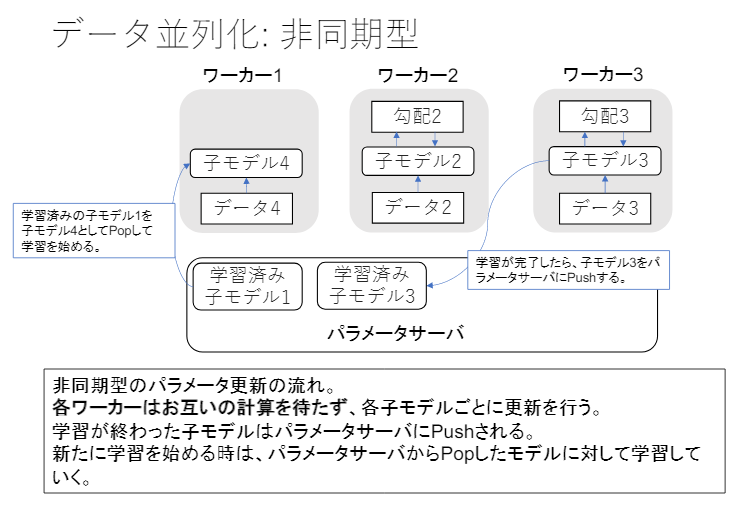 データ並列化: 非同期型
ワーカー1
ワーカー2
ワーカー3
勾配2
勾配3
子モデル4
子モデル2
子モデル3
データ4
データ2
データ3
学習済みの子モデル1を
子モデル4としてPopして
学習を始める。
学習が完了したら、子モデル3をパ
ラメータサーバにPushする。
学習済み
子モデル1
学習済み
子モデル3
パラメータサーバ
非同期型のパラメータ更新の流れ。
各ワーカーはお互いの計算を待たず、各子モデルごとに更新を行う。
学習が終わった子モデルはパラメータサーバにPushされる。
新たに学習を始める時は、パラメータサーバからPopしたモデルに対して学習して
いく。